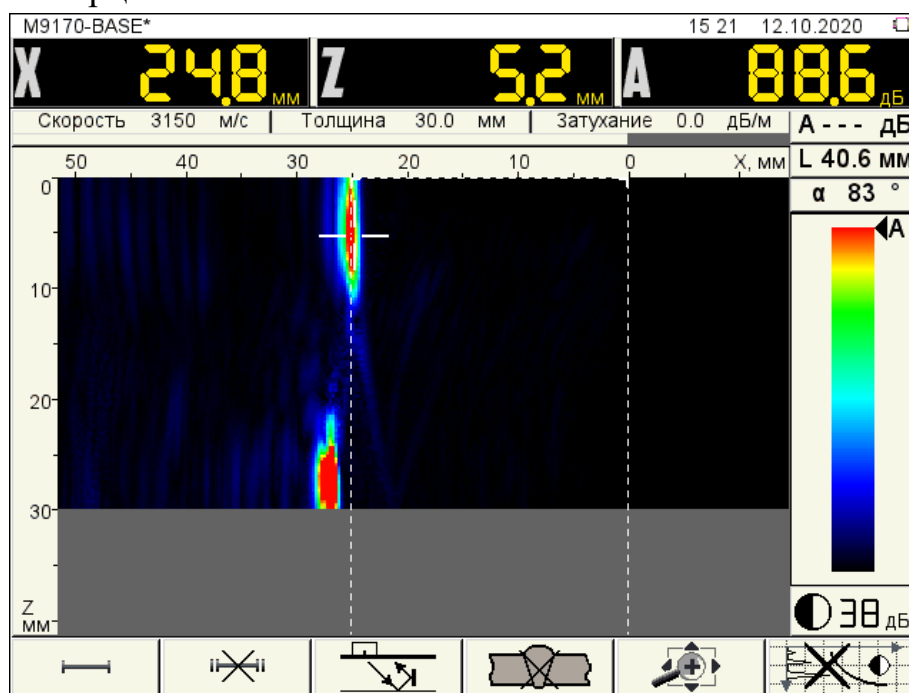 M9170-BASE* 15 21 12.10.2020
X 24.8 мм Z 5.2 мм A 88.6 дБ
Скорость 3150 м/с Толщина 30.0 мм Затухание 0.0 дБ/м A - - - дБ
50 40 30 20 10 0 X, мм L 40.6 мм
0 α 83 °
A
10
20
30
Z
мм
38 дБ